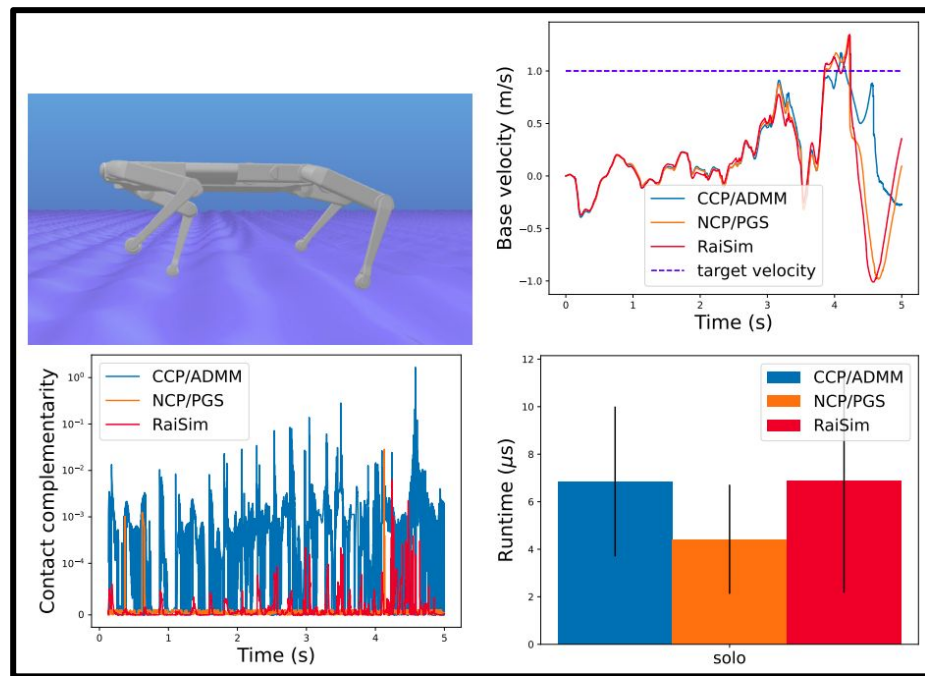 Base velocity (m/s)
1.0
0.5
0.0
−0.5
−1.0
CCP/ADMM
NCP/PGS
RaiSim
target velocity
0 1 2 3 4 5
Time (s)
Contact complementarity
10⁰
10⁻¹
10⁻²
10⁻³
10⁻⁴
0
CCP/ADMM
NCP/PGS
RaiSim
0 1 2 3 4 5
Time (s)
Runtime (μs)
12
10
8
6
4
2
0
CCP/ADMM
NCP/PGS
RaiSim
solo